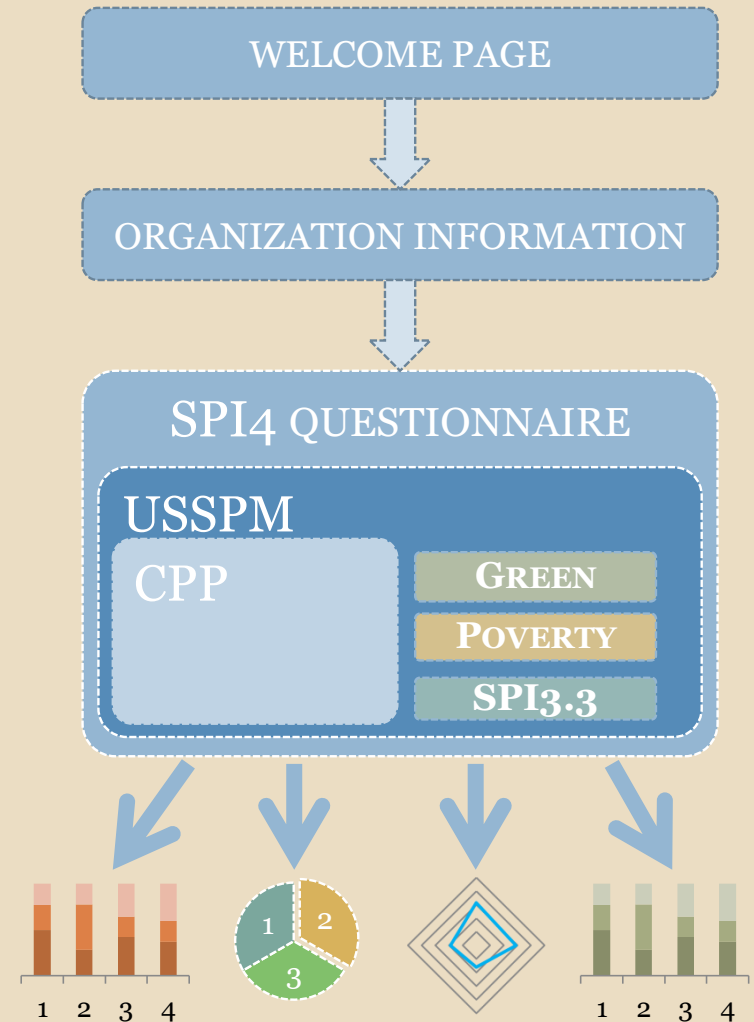 WELCOME PAGE
ORGANIZATION INFORMATION
SPI4 QUESTIONNAIRE
USSPM
CPP
GREEN
POVERTY
SPI3.3
1 2 3
1 2 3 4
1 2 3 4